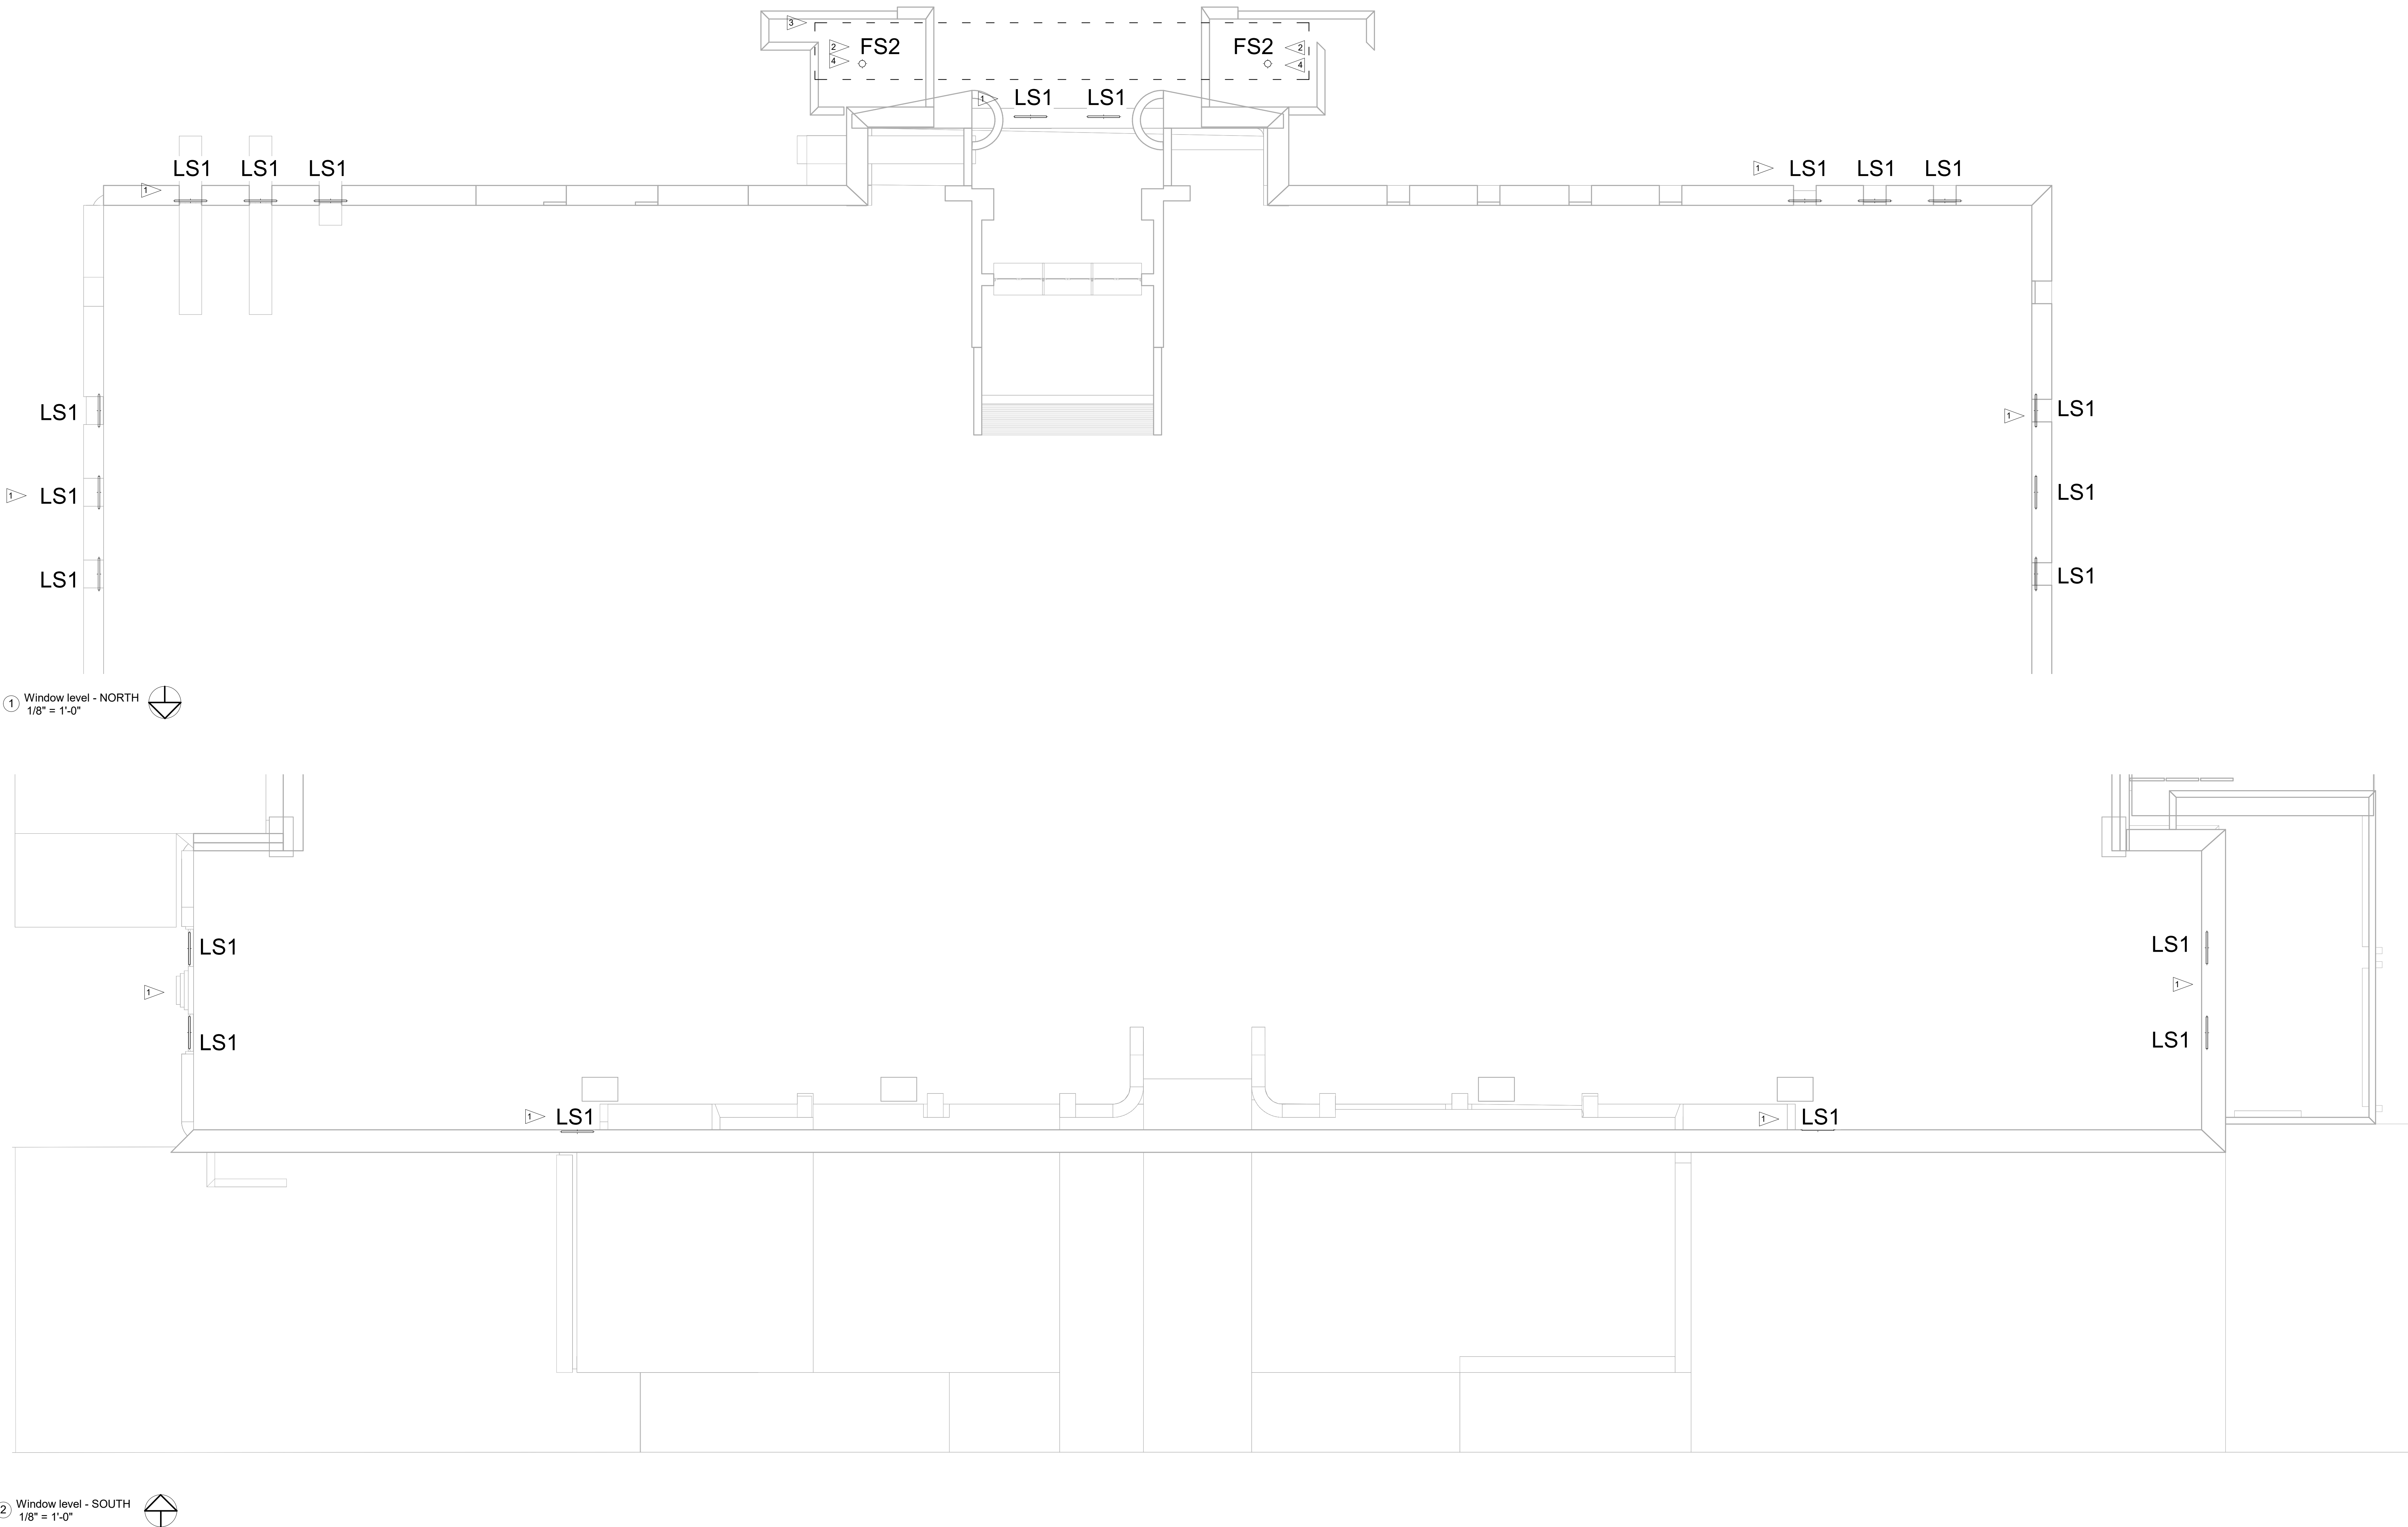 3
2 FS2 FS2 2
4 4
1 LS1 LS1
LS1 LS1 LS1 1 LS1 LS1 LS1
1
LS1 LS1
1
1 LS1 LS1
LS1 LS1
1 Window level - NORTH
1/8" = 1'-0"
LS1 LS1
1 1
LS1 LS1
1 LS1 1 LS1
2 Window level - SOUTH
1/8" = 1'-0"